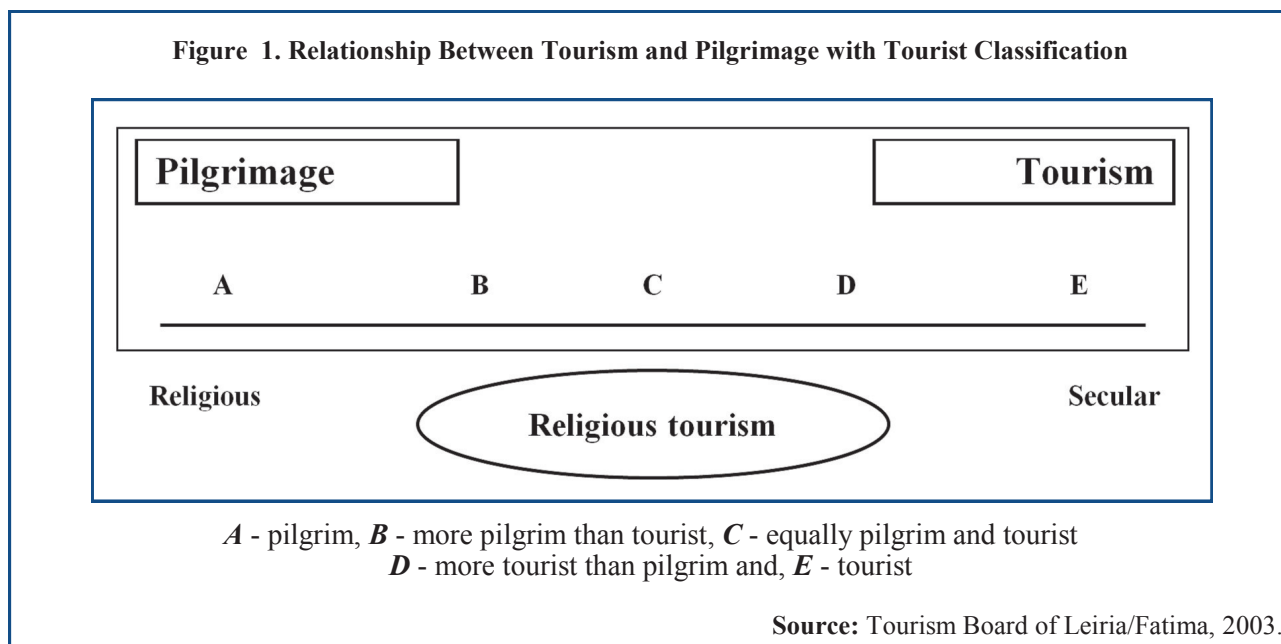 Figure 1. Relationship Between Tourism and Pilgrimage with Tourist Classification
Pilgrimage Tourism
A B C D E
Religious Secular
Religious tourism
A - pilgrim, B - more pilgrim than tourist, C - equally pilgrim and tourist
D - more tourist than pilgrim and, E - tourist
Source: Tourism Board of Leiria/Fatima, 2003.